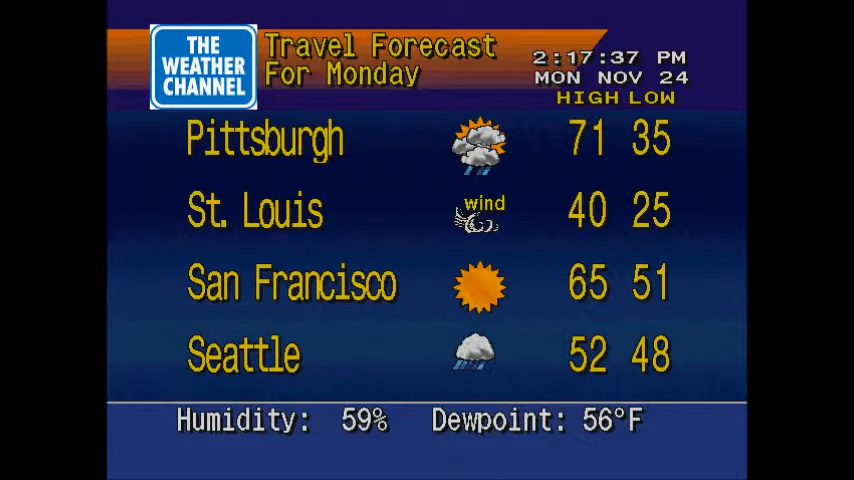 THE
WEATHER
CHANNEL
Travel Forecast
For Monday
2:17:37 PM
MON NOV 24
HIGH LOW
Pittsburgh 71 35
St. Louis wind 40 25
San Francisco 65 51
Seattle 52 48
Humidity: 59% Dewpoint: 56°F